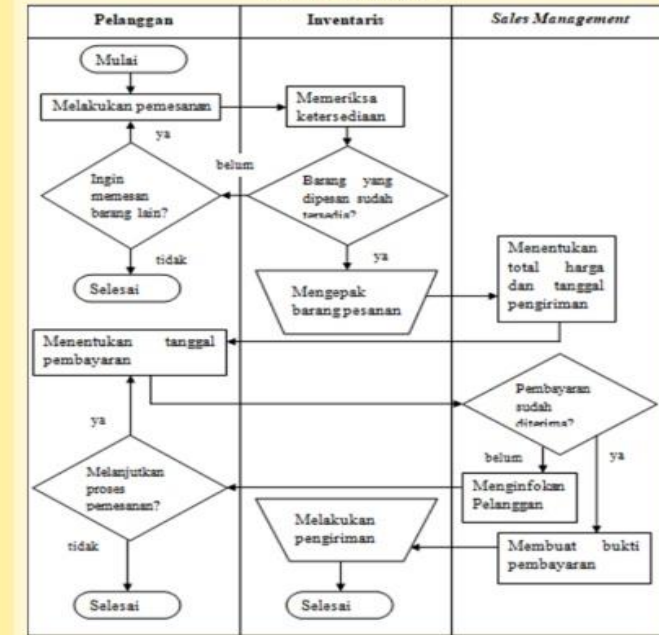 Pelanggan
Inventaris
Sales Management
Mulai
Melakukan pemesanan
Memeriksa
ketersediaan
ya
belum
Ingin
memesan
barang lain?
Barang yang
dipesan sudah
tersedia?
tidak
ya
Selesai
Mengepak
barang pesanan
Menentukan
total harga
dan tanggal
pengiriman
Menentukan tanggal
pembayaran
Pembayaran
sudah
diterima?
ya
belum
ya
Melanjutkan
proses
pemesanan?
Menginfokan
Pelanggan
Melakukan
pengiriman
tidak
Membuat bukti
pembayaran
Selesai
Selesai